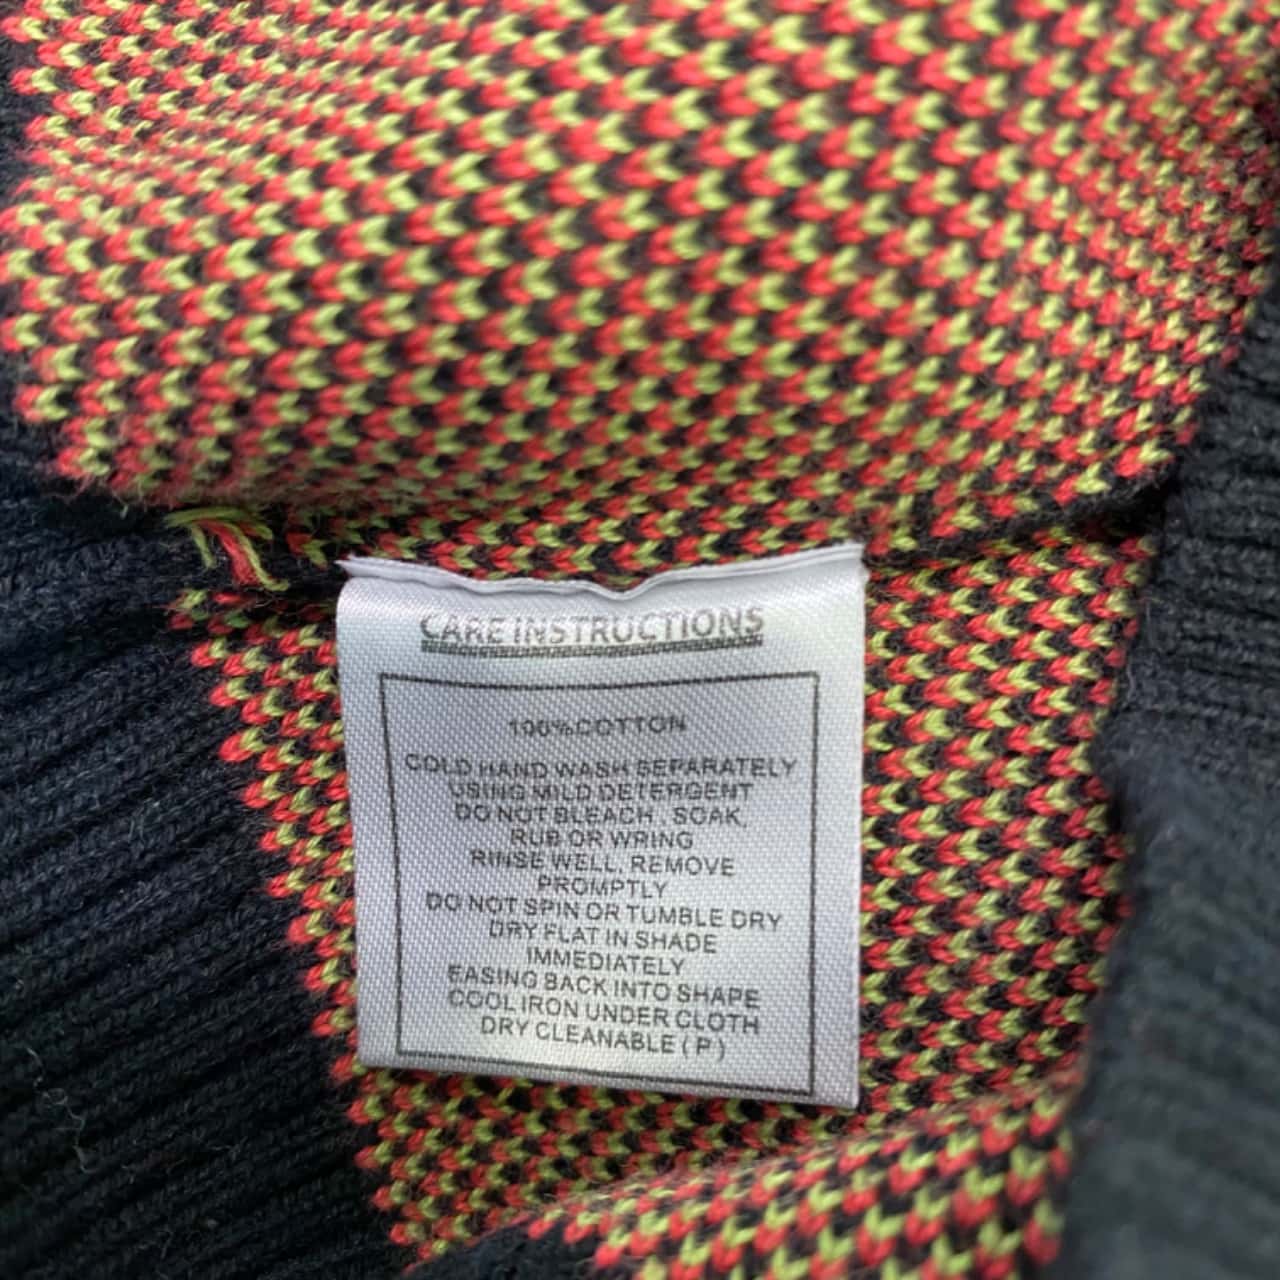 CARE INSTRUCTIONS
100%COTTON
COLD HAND WASH SEPARATELY
USING MILD DETERGENT
DO NOT BLEACH , SOAK,
RUB OR WRING
RINSE WELL, REMOVE
PROMPTLY
DO NOT SPIN OR TUMBLE DRY
DRY FLAT IN SHADE
IMMEDIATELY
EASING BACK INTO SHAPE
COOL IRON UNDER CLOTH
DRY CLEANABLE ( P )